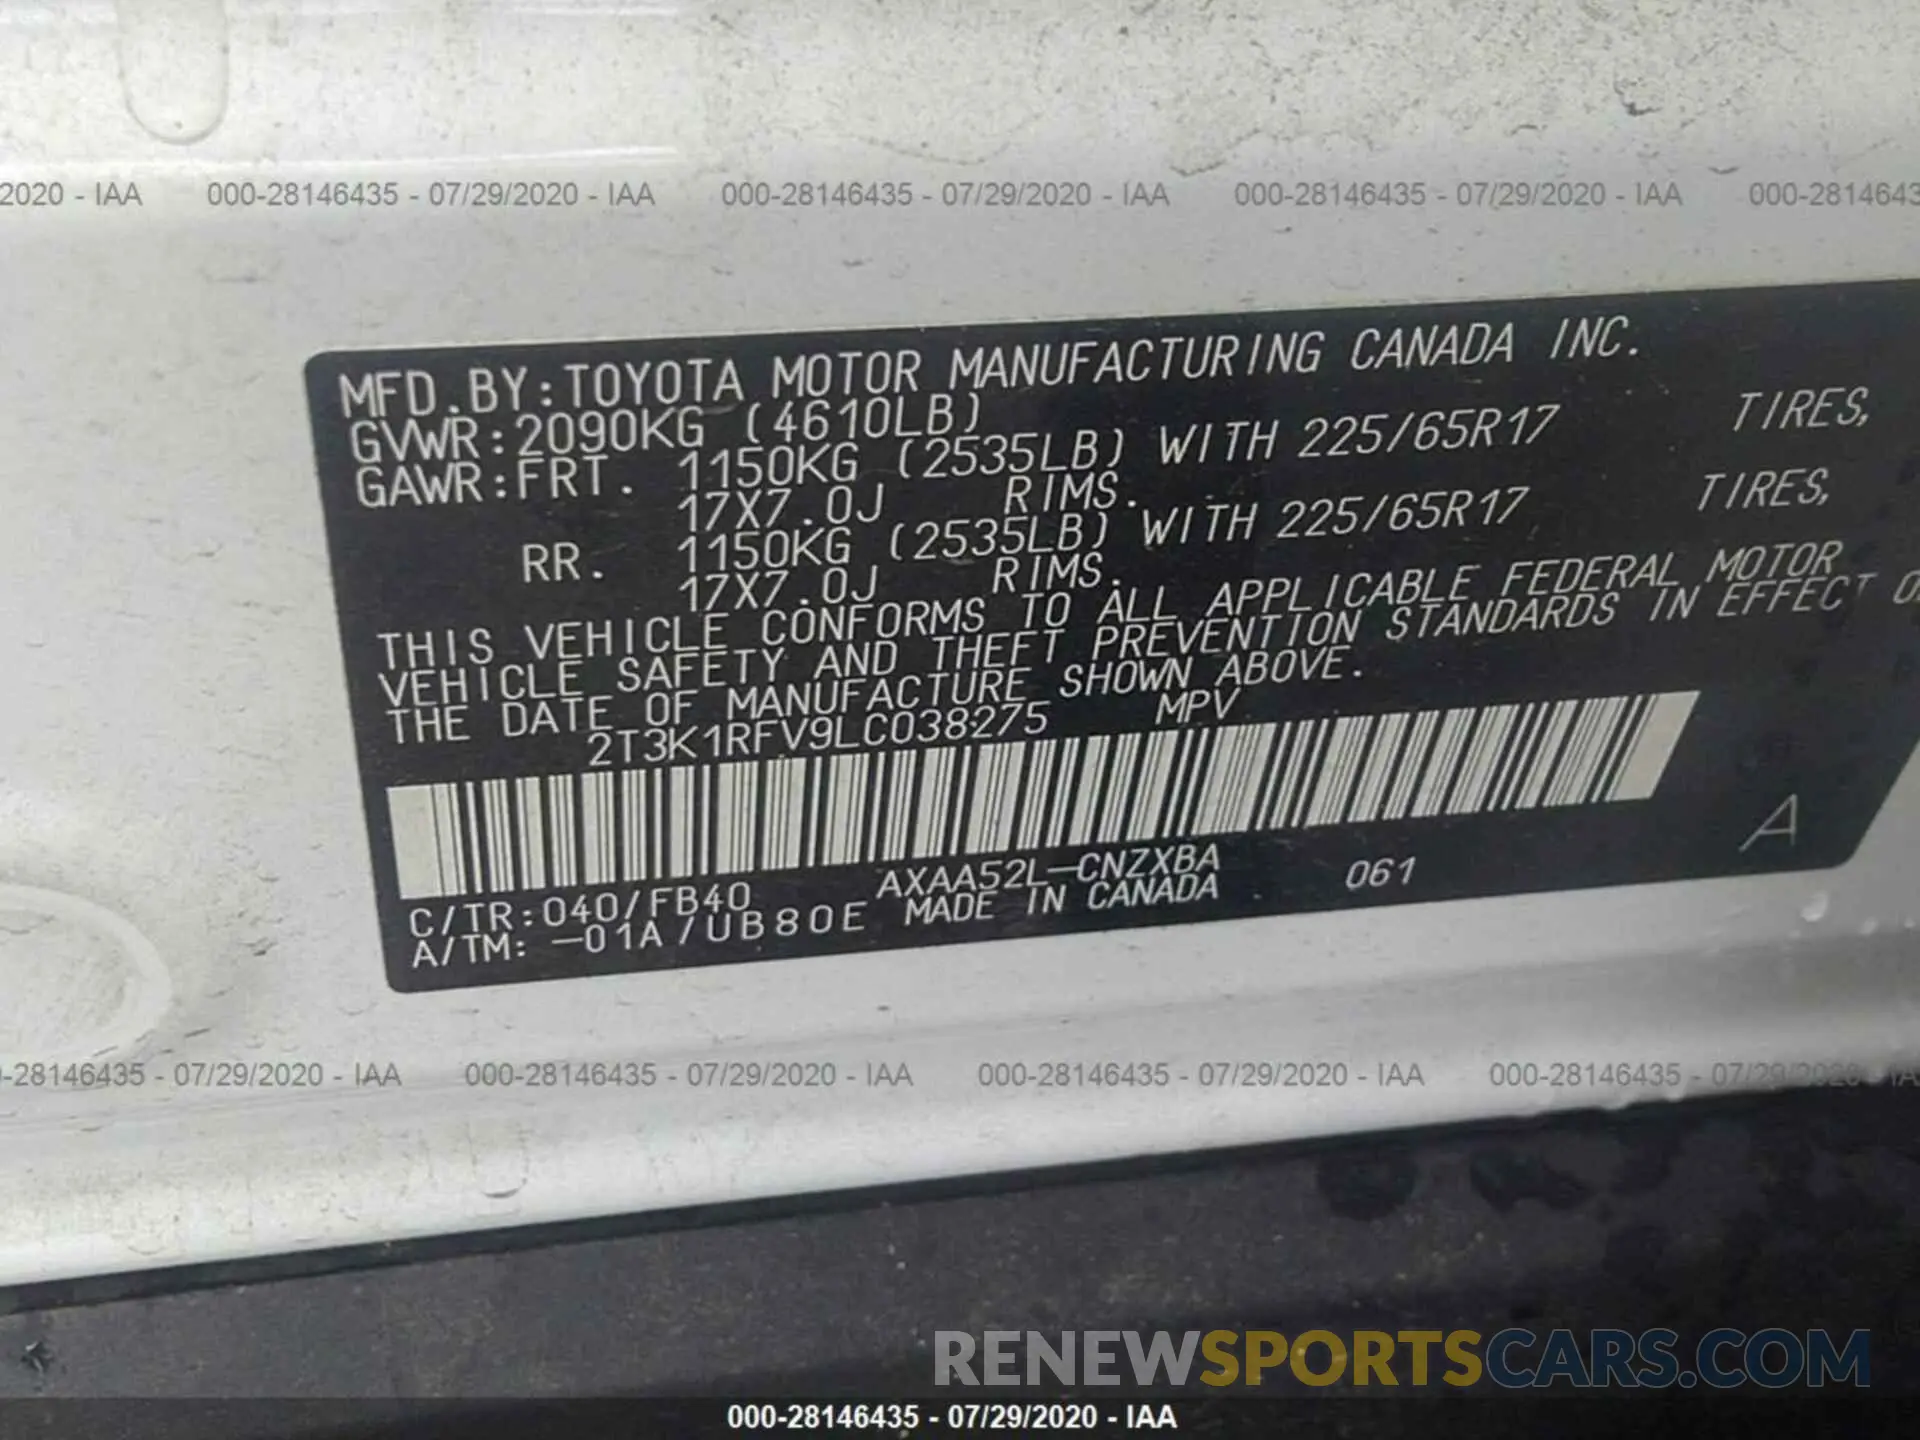 2020 - IAA 000-28146435 - 07/29/2020 - IAA 000-28146435 - 07/29/2020 - IAA 000-28146435 - 07/29/2020 - IAA 000-2814643
MFD.BY:TOYOTA MOTOR MANUFACTURING CANADA INC.
GVWR:2090KG (4610LB)
GAWR:FRT. 1150KG (2535LB) WITH 225/65R17 TIRES,
17X7.0J RIMS.
RR. 1150KG (2535LB) WITH 225/65R17 TIRES,
17X7.0J RIMS.
THIS VEHICLE CONFORMS TO ALL APPLICABLE FEDERAL MOTOR
VEHICLE SAFETY AND THEFT PREVENTION STANDARDS IN EFFECT
THE DATE OF MANUFACTURE SHOWN ABOVE.
2T3K1RFV9LC038275 MPV
C/TR:040/FB40 AXAA52L-CNZXBA 061 A
A/TM: -01A/UB80E MADE IN CANADA
-28146435 - 07/29/2020 - IAA 000-28146435 - 07/29/2020 - IAA 000-28146435 - 07/29/2020 - IAA 000-28146435 - 07/29/2020 - IA
RENEWSPORTSCARS.COM
000-28146435 - 07/29/2020 - IAA